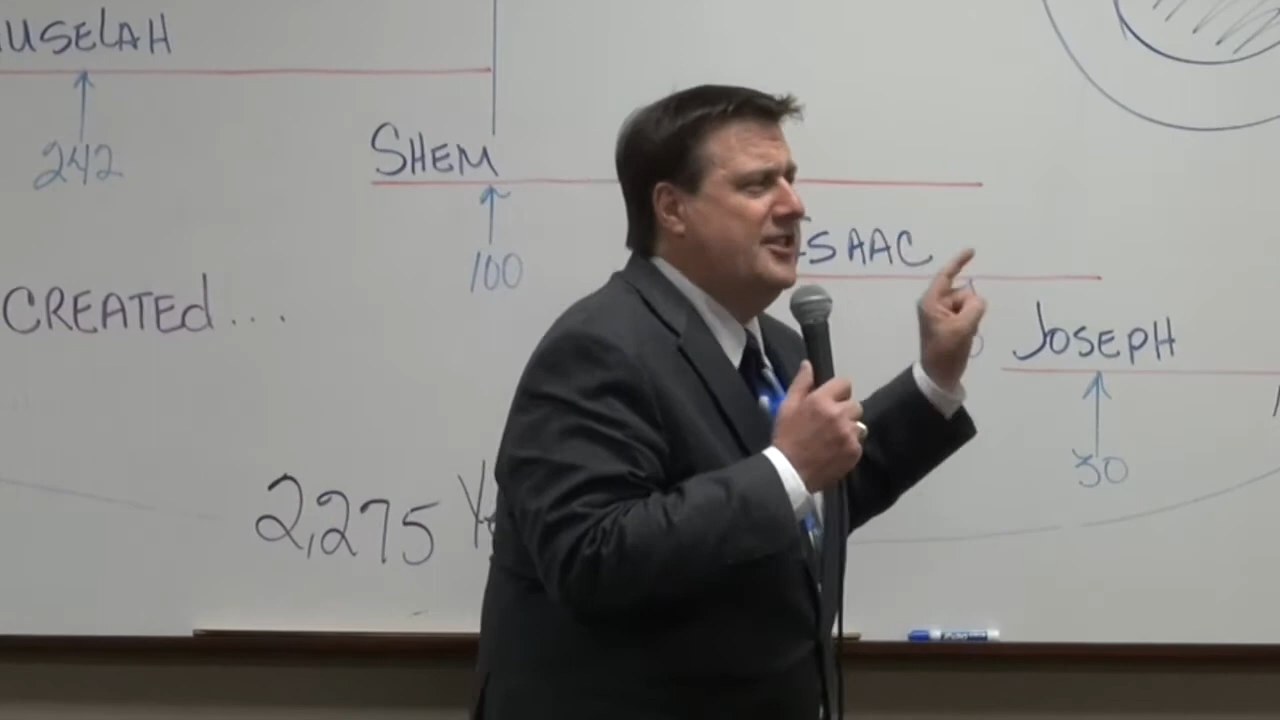 USELAH
242
SHEM
100
SAAC
CREATEd...
JOSEPH
30
2,275